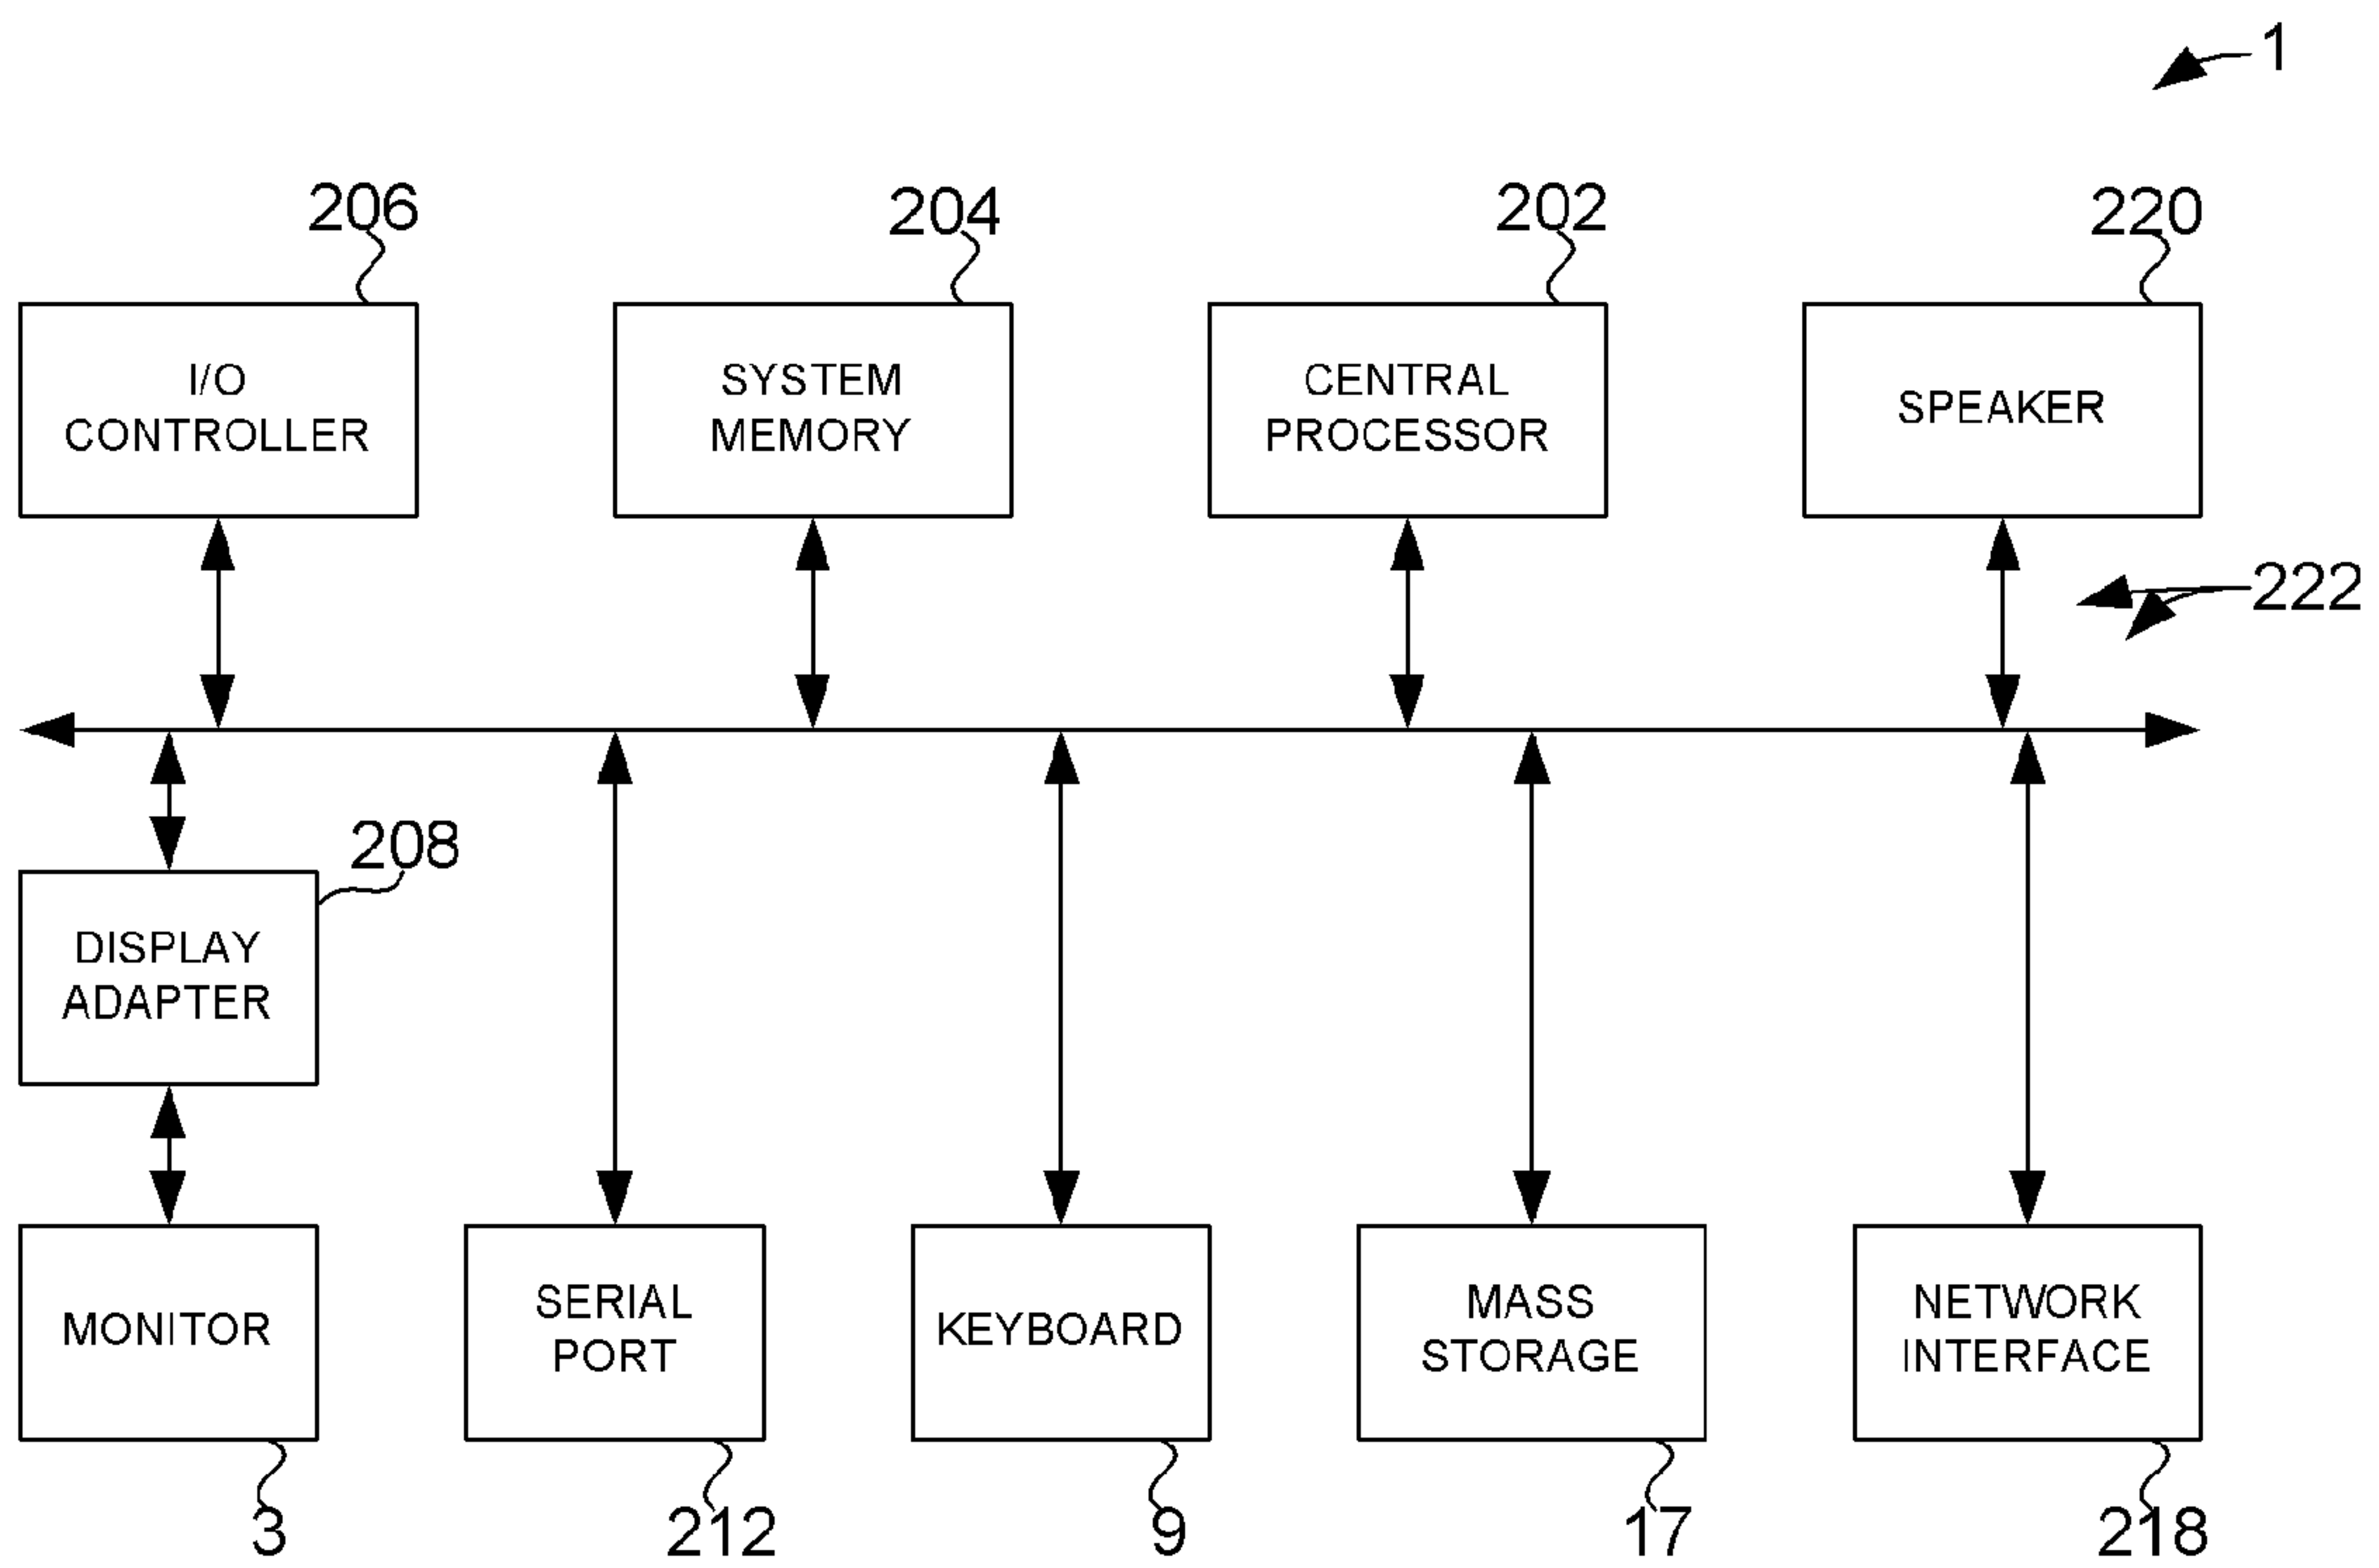 1
206
204
202
220
I/O
CONTROLLER
SYSTEM
MEMORY
CENTRAL
PROCESSOR
SPEAKER
222
208
DISPLAY
ADAPTER
MONITOR
SERIAL
PORT
KEYBOARD
MASS
STORAGE
NETWORK
INTERFACE
3
212
9
17
218